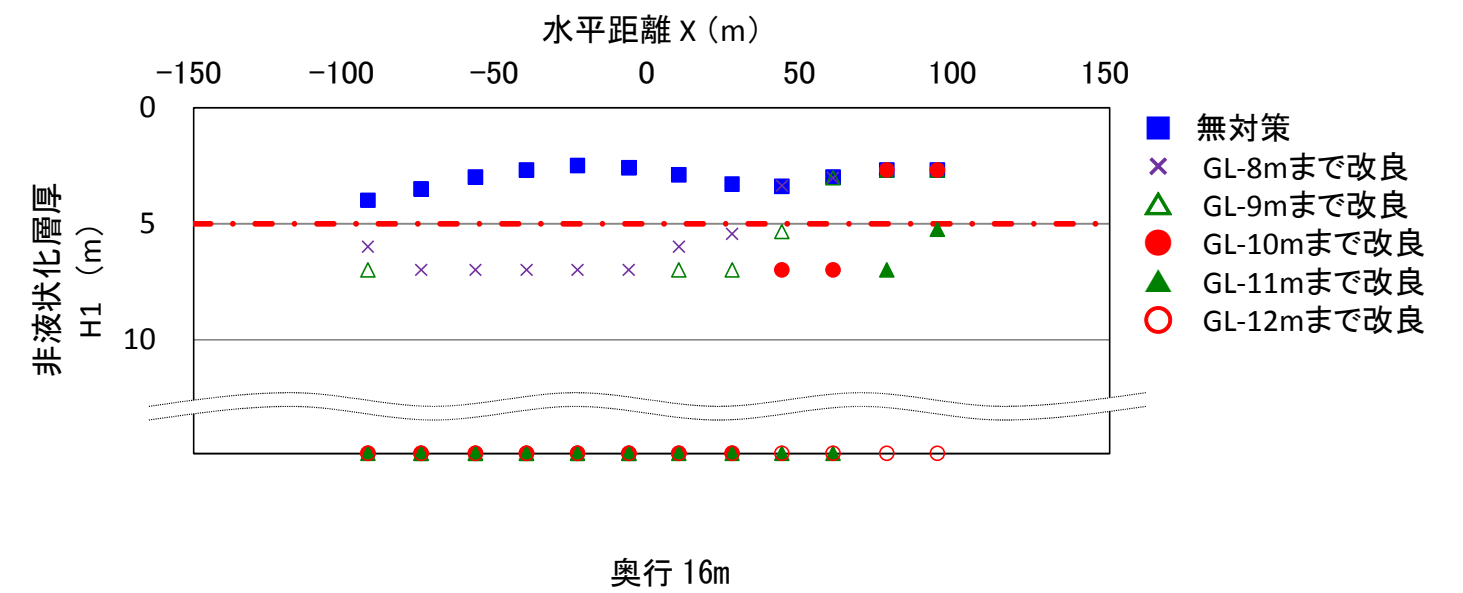 水平距離 X (m)
-150 -100 -50 0 50 100 150
0
5
10
非液状化層厚
H1 (m)
無対策
GL-8mまで改良
GL-9mまで改良
GL-10mまで改良
GL-11mまで改良
GL-12mまで改良
奥行 16m